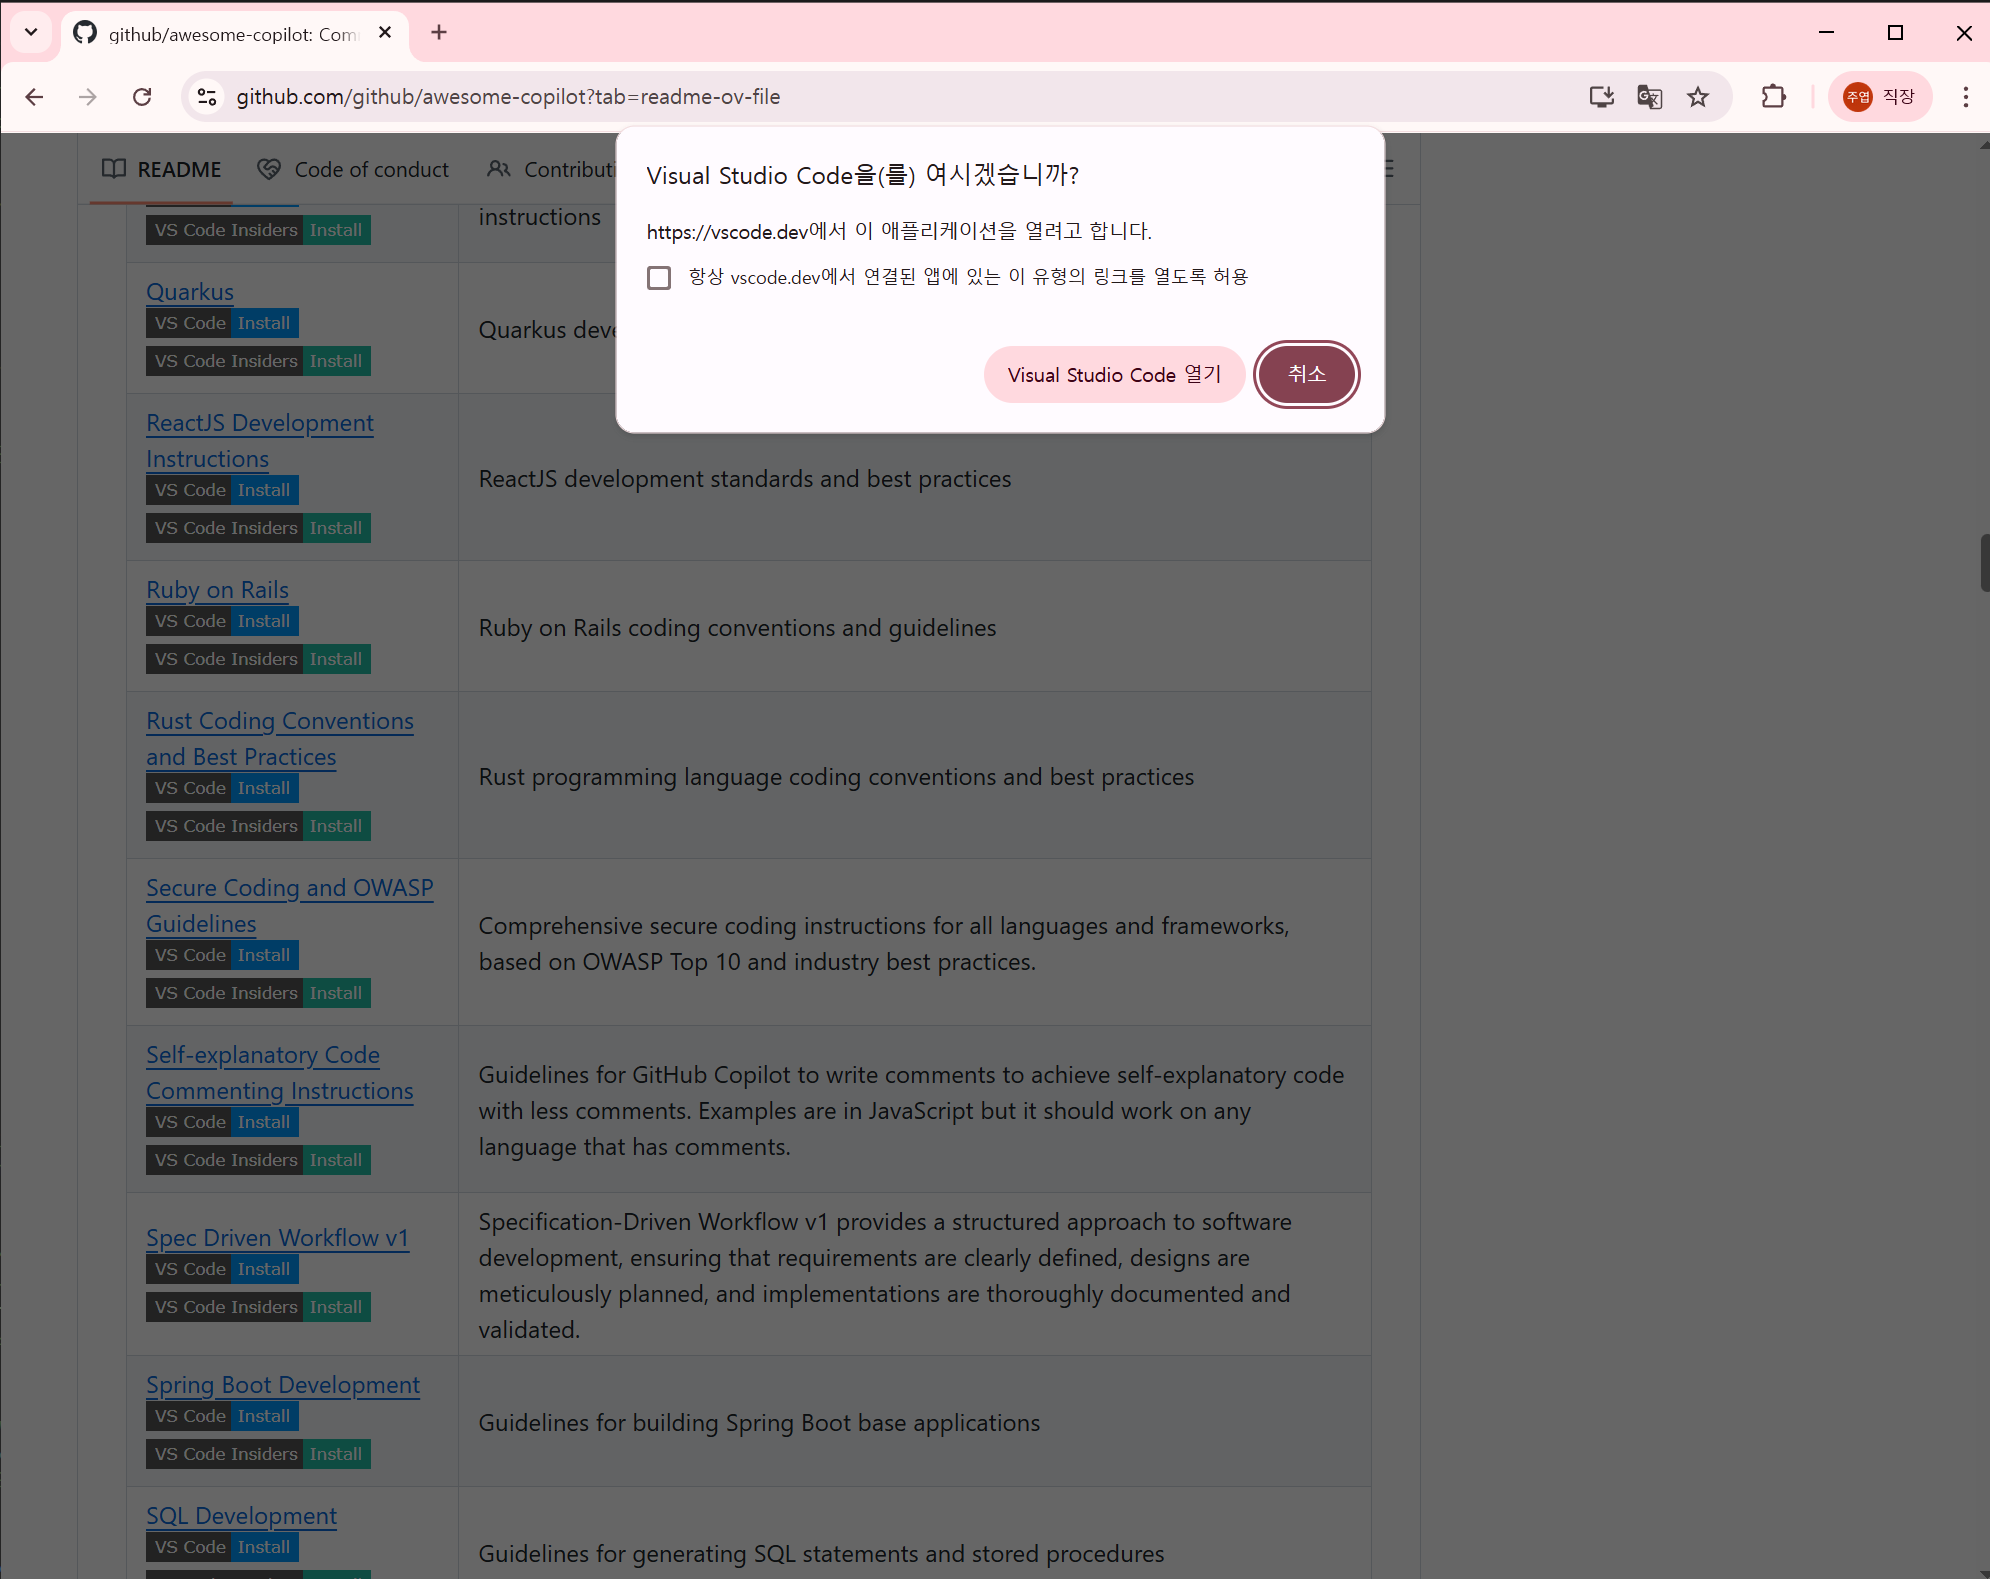 github/awesome-copilot: Com
github.com/github/awesome-copilot?tab=readme-ov-file
주엽 직장
README Code of conduct Contributi
Visual Studio Code을(를) 여시겠습니까?
https://vscode.dev에서 이 애플리케이션을 열려고 합니다.
항상 vscode.dev에서 연결된 앱에 있는 이 유형의 링크를 열도록 허용
Visual Studio Code 열기 취소
VS Code Insiders Install
instructions
Quarkus
VS Code Install
VS Code Insiders Install
Quarkus deve
ReactJS Development
Instructions
VS Code Install
VS Code Insiders Install
ReactJS development standards and best practices
Ruby on Rails
VS Code Install
VS Code Insiders Install
Ruby on Rails coding conventions and guidelines
Rust Coding Conventions
and Best Practices
VS Code Install
VS Code Insiders Install
Rust programming language coding conventions and best practices
Secure Coding and OWASP
Guidelines
VS Code Install
VS Code Insiders Install
Comprehensive secure coding instructions for all languages and frameworks,
based on OWASP Top 10 and industry best practices.
Self-explanatory Code
Commenting Instructions
VS Code Install
VS Code Insiders Install
Guidelines for GitHub Copilot to write comments to achieve self-explanatory code
with less comments. Examples are in JavaScript but it should work on any
language that has comments.
Spec Driven Workflow v1
VS Code Install
VS Code Insiders Install
Specification-Driven Workflow v1 provides a structured approach to software
development, ensuring that requirements are clearly defined, designs are
meticulously planned, and implementations are thoroughly documented and
validated.
Spring Boot Development
VS Code Install
VS Code Insiders Install
Guidelines for building Spring Boot base applications
SQL Development
VS Code Install
Guidelines for generating SQL statements and stored procedures